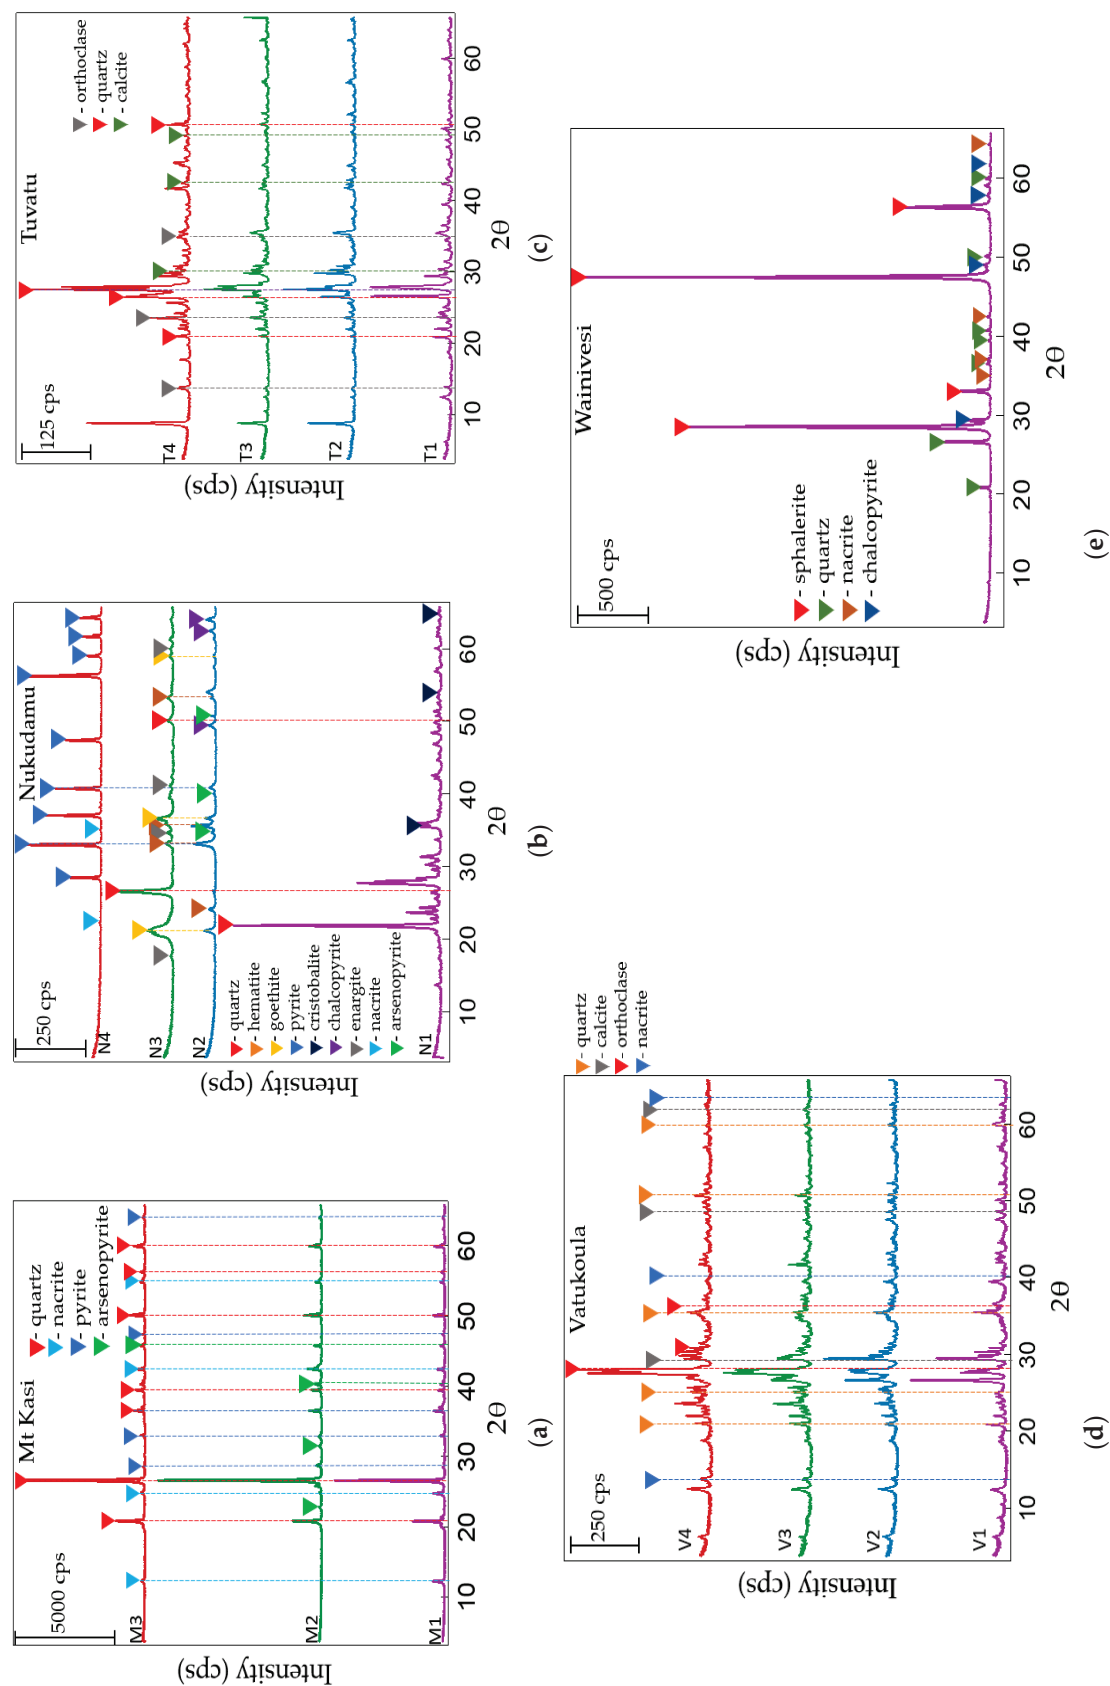 Mt Kasi
5000 cps
- quartz
- nacrite
- pyrite
- arsenopyrite
M3
M2
M1
Intensity (cps)
10 20 30 40 50 60
2θ
(a)
Nukudamu
250 cps
N4
N3
N2
N1
- quartz
- hematite
- goethite
- pyrite
- cristobalite
- chalcopyrite
- enargite
- nacrite
- arsenopyrite
Intensity (cps)
10 20 30 40 50 60
2θ
(b)
Tuvatu
125 cps
- orthoclase
- quartz
- calcite
T4
T3
T2
T1
Intensity (cps)
10 20 30 40 50 60
2θ
(c)
Vatukoula
250 cps
- quartz
- calcite
- orthoclase
- nacrite
V4
V3
V2
V1
Intensity (cps)
10 20 30 40 50 60
2θ
(d)
Wainivesi
500 cps
- sphalerite
- quartz
- nacrite
- chalcopyrite
Intensity (cps)
10 20 30 40 50 60
2θ
(e)